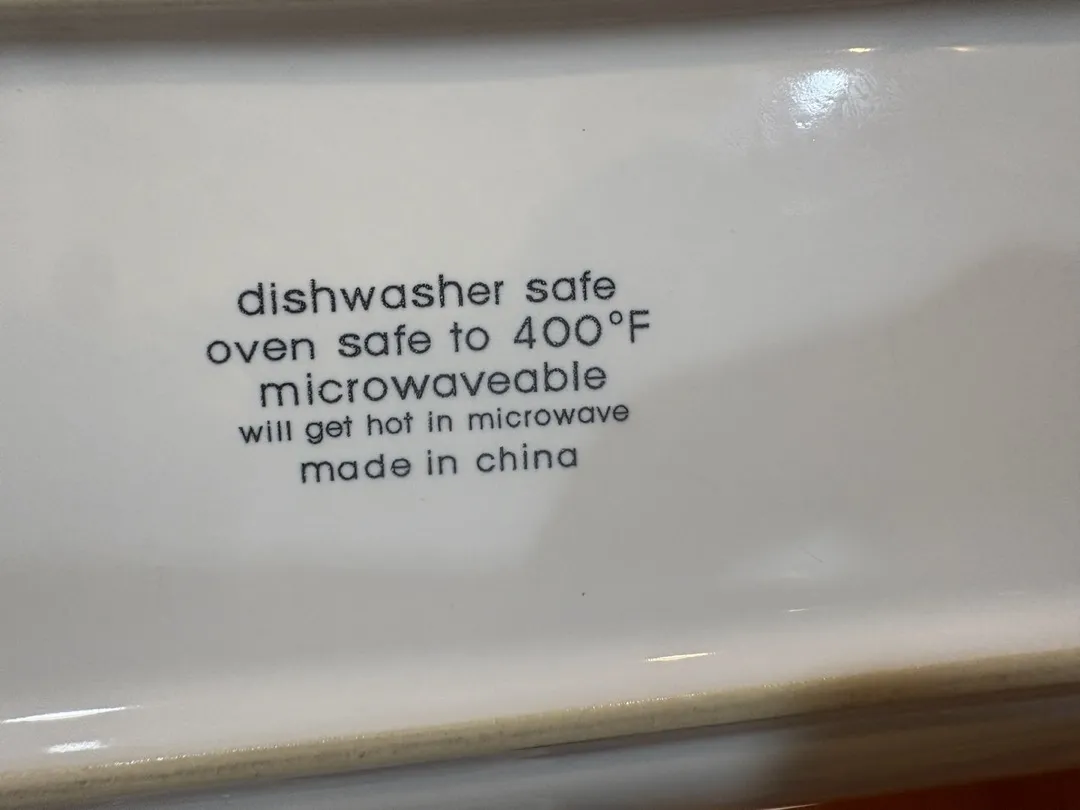 dishwasher safe
oven safe to 400°F
microwaveable
will get hot in microwave
made in china